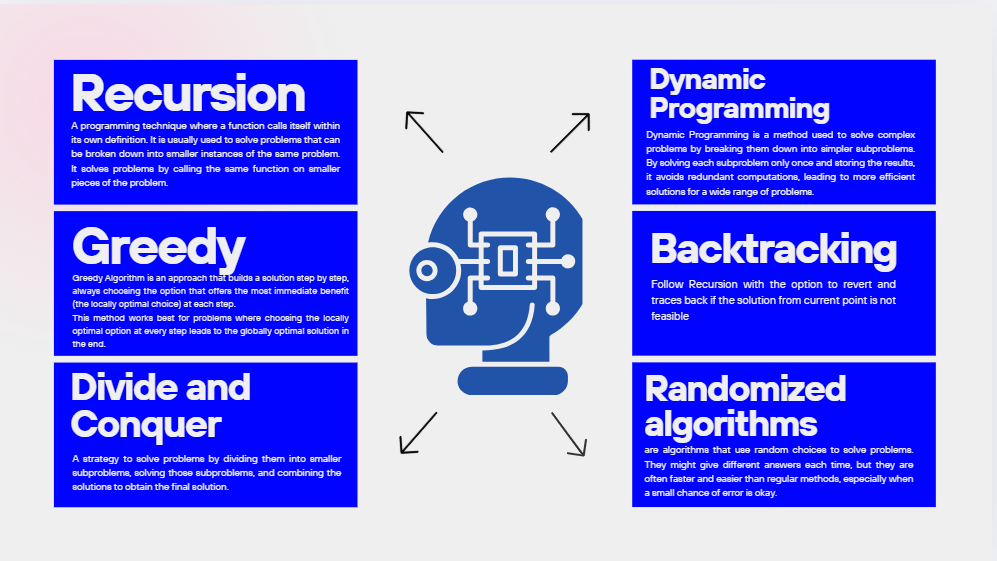 Recursion
A programming technique where a function calls itself within
its own definition. It is usually used to solve problems that can
be broken down into smaller instances of the same problem.
It solves problems by calling the same function on smaller
pieces of the problem.
Greedy
Greedy Algorithm is an approach that builds a solution step by step,
always choosing the option that offers the most immediate benefit
(the locally optimal choice) at each step.
This method works best for problems where choosing the locally
optimal option at every step leads to the globally optimal solution in
the end.
Divide and
Conquer
A strategy to solve problems by dividing them into smaller
subproblems, solving those subproblems, and combining the
solutions to obtain the final solution.
Dynamic
Programming
Dynamic Programming is a method used to solve complex
problems by breaking them down into simpler subproblems.
By solving each subproblem only once and storing the results,
it avoids redundant computations, leading to more efficient
solutions for a wide range of problems.
Backtracking
Follow Recursion with the option to revert and
traces back if the solution from current point is not
feasible
Randomized
algorithms
are algorithms that use random choices to solve problems.
They might give different answers each time, but they are
often faster and easier than regular methods, especially when
a small chance of error is okay.